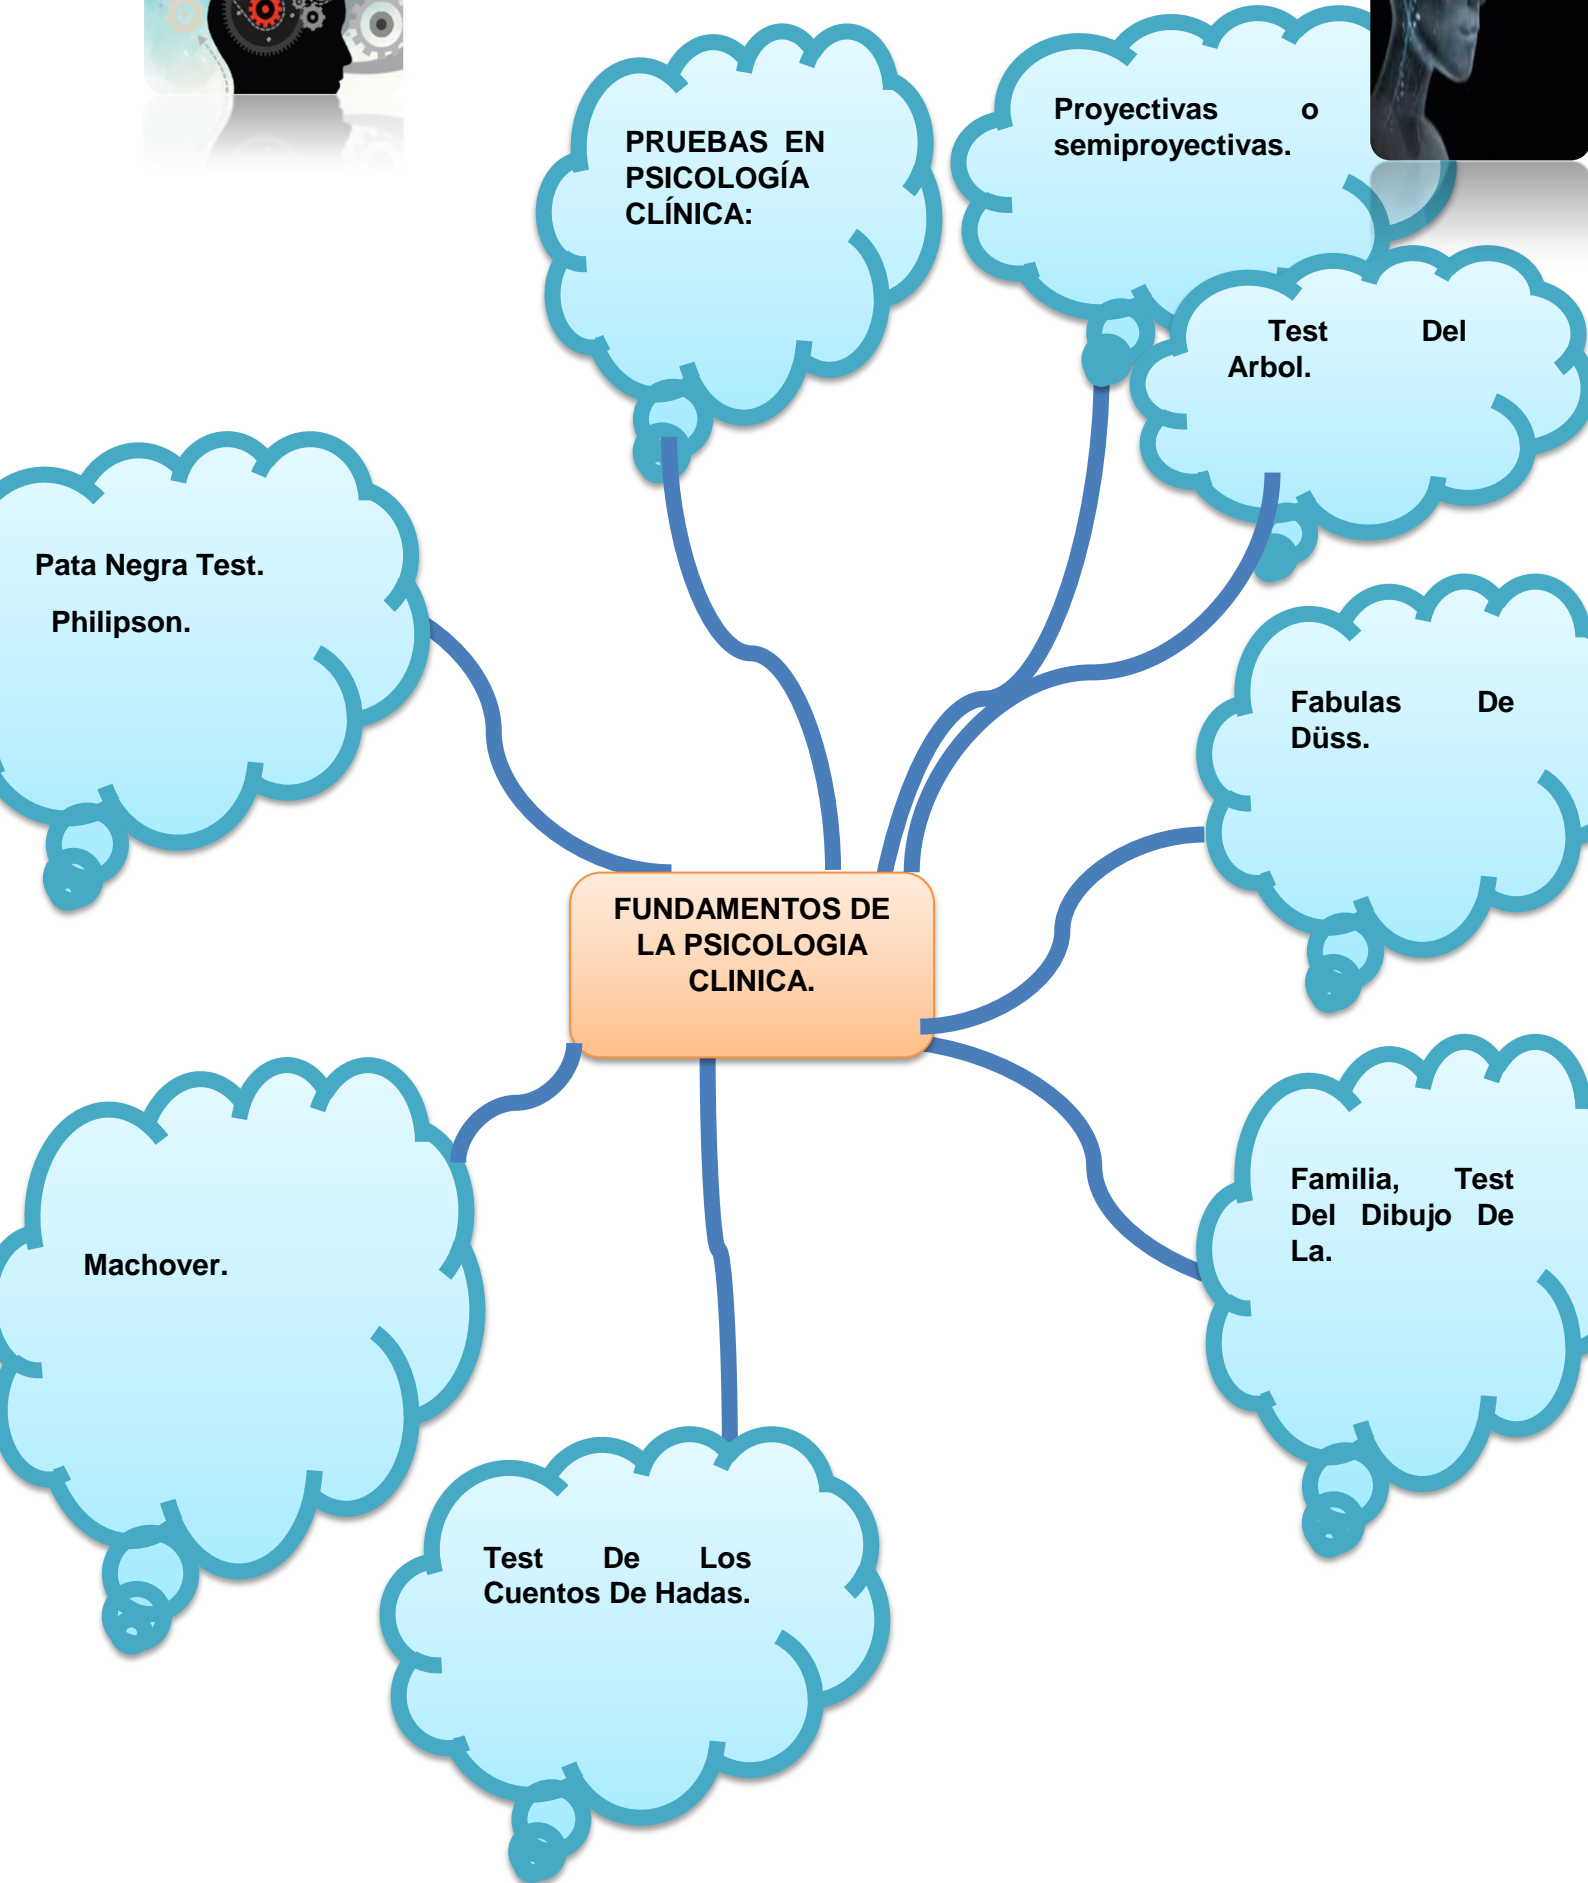 PRUEBAS EN
PSICOLOGÍA
CLÍNICA:
Proyectivas o
semiproyectivas.
Test Del
Arbol.
Pata Negra Test.
Philipson.
Fabulas De
Düss.
FUNDAMENTOS DE
LA PSICOLOGIA
CLINICA.
Familia, Test
Del Dibujo De
La.
Machover.
Test De Los
Cuentos De Hadas.